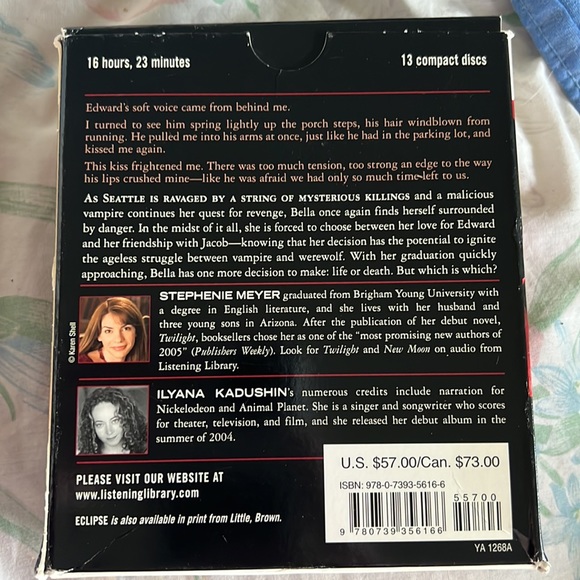 16 hours, 23 minutes
13 compact discs
Edward's soft voice came from behind me.
I turned to see him spring lightly up the porch steps, his hair windblown from
running. He pulled me into his arms at once, just like he had in the parking lot, and
kissed me again.
This kiss frightened me. There was too much tension, too strong an edge to the way
his lips crushed mine—like he was afraid we had only so much time left to us.
AS SEATTLE IS RAVAGED BY A STRING OF MYSTERIOUS KILLINGS and a malicious
vampire continues her quest for revenge, Bella once again finds herself surrounded
by danger. In the midst of it all, she is forced to choose between her love for Edward
and her friendship with Jacob—knowing that her decision has the potential to ignite
the ageless struggle between vampire and werewolf. With her graduation quickly
approaching, Bella has one more decision to make: life or death. But which is which?
© Karen Shell
STEPHENIE MEYER graduated from Brigham Young University with
a degree in English literature, and she lives with her husband and
three young sons in Arizona. After the publication of her debut novel,
Twilight, booksellers chose her as one of the "most promising new authors of
2005" (Publishers Weekly). Look for Twilight and New Moon on audio from
Listening Library.
ILYANA KADUSHIN's numerous credits include narration for
Nickelodeon and Animal Planet. She is a singer and songwriter who scores
for theater, television, and film, and she released her debut album in the
summer of 2004.
PLEASE VISIT OUR WEBSITE AT
www.listeninglibrary.com
ECLIPSE is also available in print from Little, Brown.
U.S. $57.00/Can. $73.00
ISBN: 978-0-7393-5616-6
55700
9 780739 356166
YA 1268A